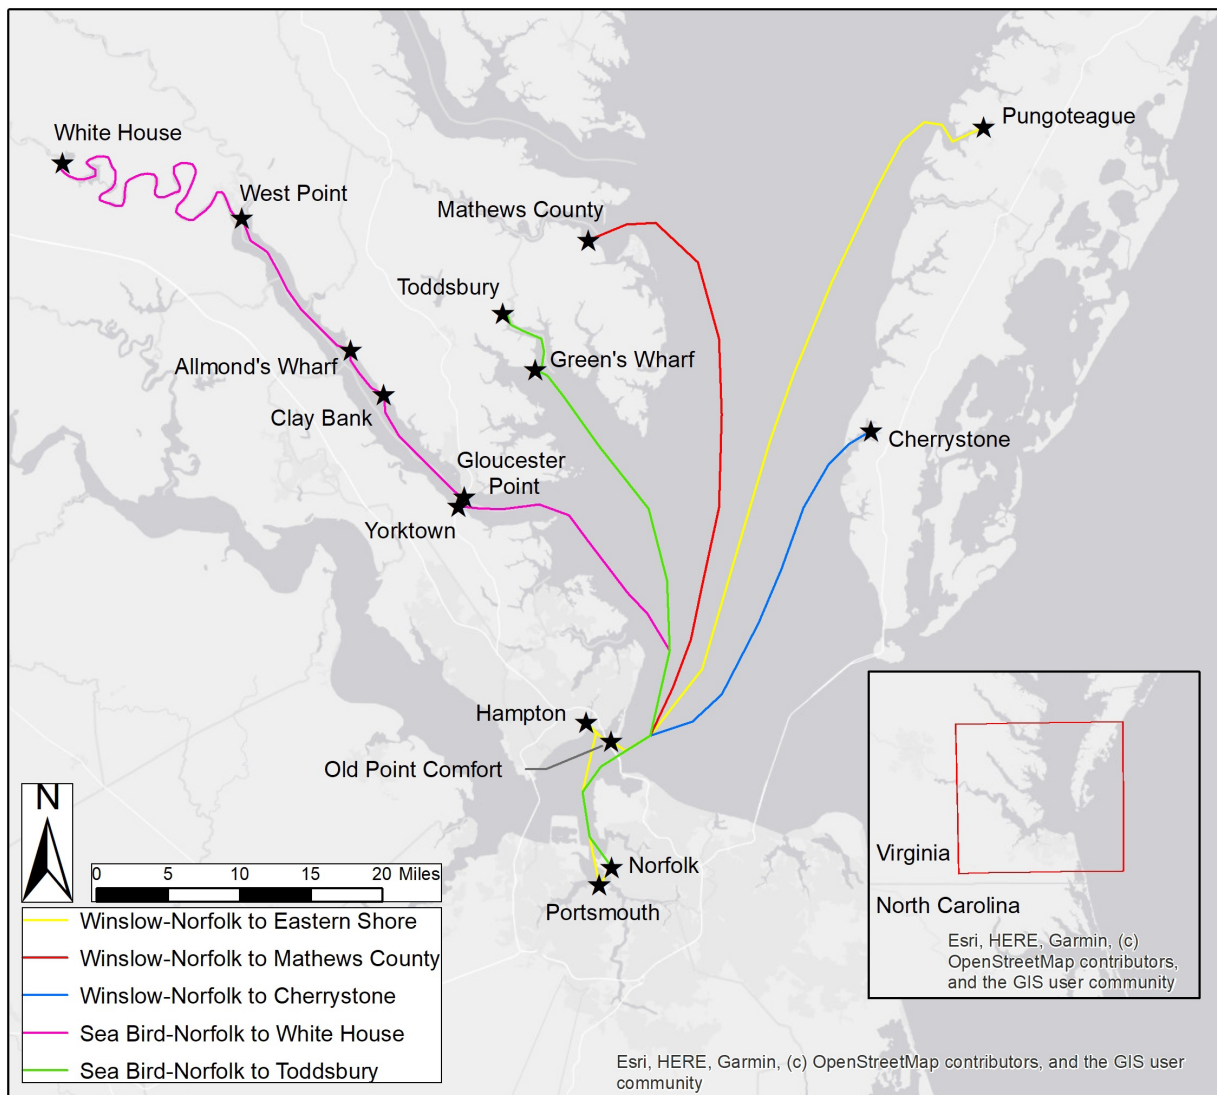 White House
Pungoteague
West Point
Mathews County
Toddsbury
Green's Wharf
Allmond's Wharf
Clay Bank
Cherrystone
Gloucester
Point
Yorktown
Hampton
Old Point Comfort
Norfolk
Portsmouth
N
0 5 10 15 20 Miles
Winslow-Norfolk to Eastern Shore
Winslow-Norfolk to Mathews County
Winslow-Norfolk to Cherrystone
Sea Bird-Norfolk to White House
Sea Bird-Norfolk to Toddsbury
Virginia
North Carolina
Esri, HERE, Garmin, (c)
OpenStreetMap contributors,
and the GIS user community
Esri, HERE, Garmin, (c) OpenStreetMap contributors, and the GIS user
community